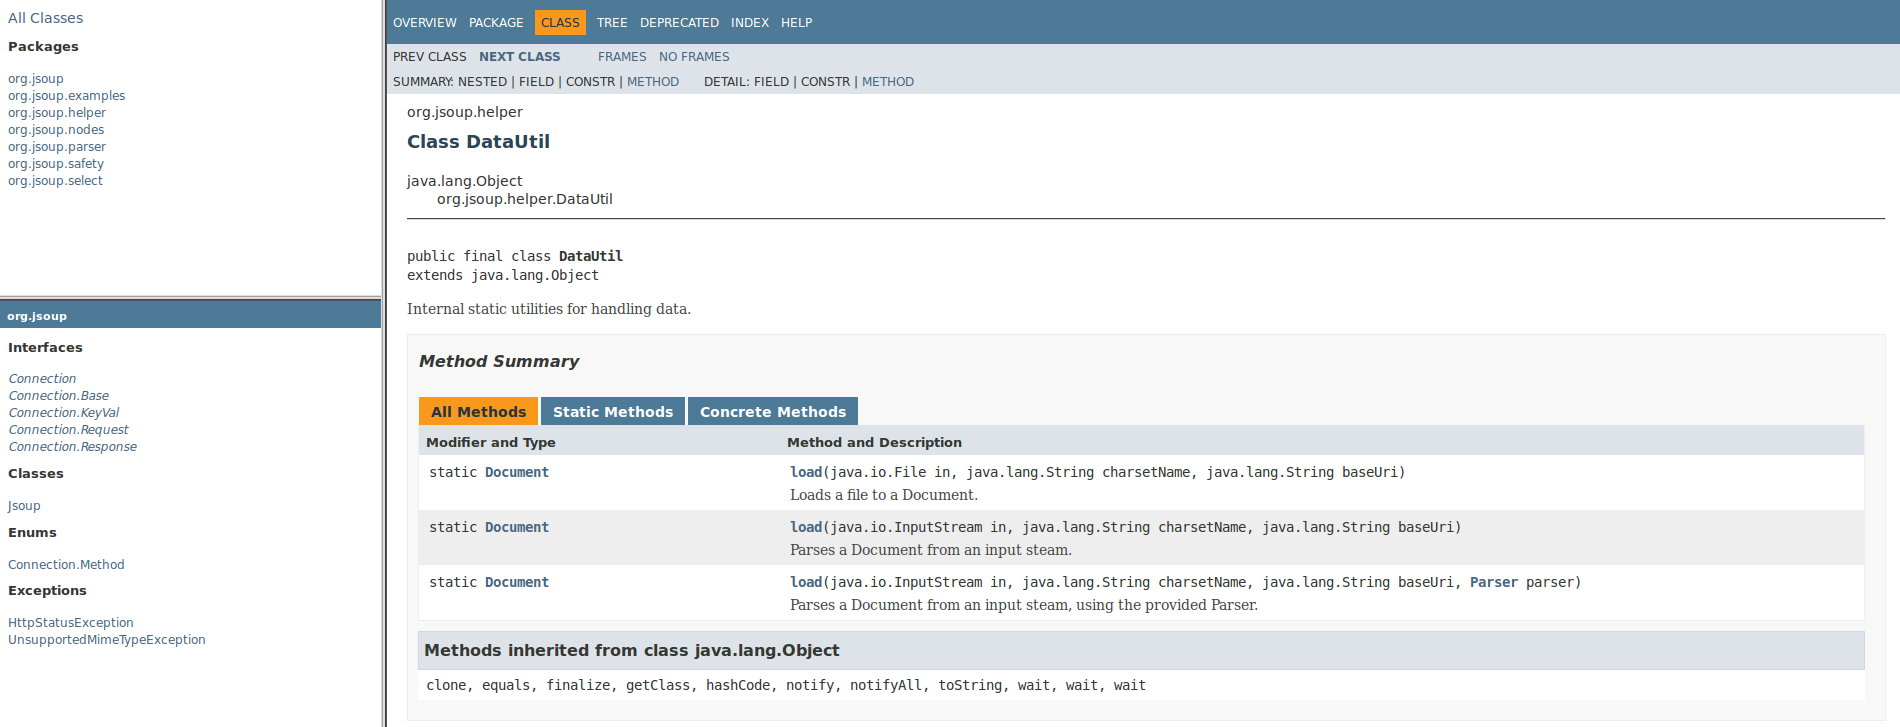 All Classes
Packages
org.jsoup
org.jsoup.examples
org.jsoup.helper
org.jsoup.nodes
org.jsoup.parser
org.jsoup.safety
org.jsoup.select
org.jsoup
Interfaces
Connection
Connection.Base
Connection.KeyVal
Connection.Request
Connection.Response
Classes
Jsoup
Enums
Connection.Method
Exceptions
HttpStatusException
UnsupportedMimeTypeException
OVERVIEW PACKAGE CLASS TREE DEPRECATED INDEX HELP
PREV CLASS NEXT CLASS FRAMES NO FRAMES
SUMMARY: NESTED | FIELD | CONSTR | METHOD DETAIL: FIELD | CONSTR | METHOD
org.jsoup.helper
Class DataUtil
java.lang.Object
org.jsoup.helper.DataUtil
public final class DataUtil
extends java.lang.Object
Internal static utilities for handling data.
Method Summary
All Methods Static Methods Concrete Methods
Modifier and Type Method and Description
static Document load(java.io.File in, java.lang.String charsetName, java.lang.String baseUri)
Loads a file to a Document.
static Document load(java.io.InputStream in, java.lang.String charsetName, java.lang.String baseUri)
Parses a Document from an input steam.
static Document load(java.io.InputStream in, java.lang.String charsetName, java.lang.String baseUri, Parser parser)
Parses a Document from an input steam, using the provided Parser.
Methods inherited from class java.lang.Object
clone, equals, finalize, getClass, hashCode, notify, notifyAll, toString, wait, wait, wait